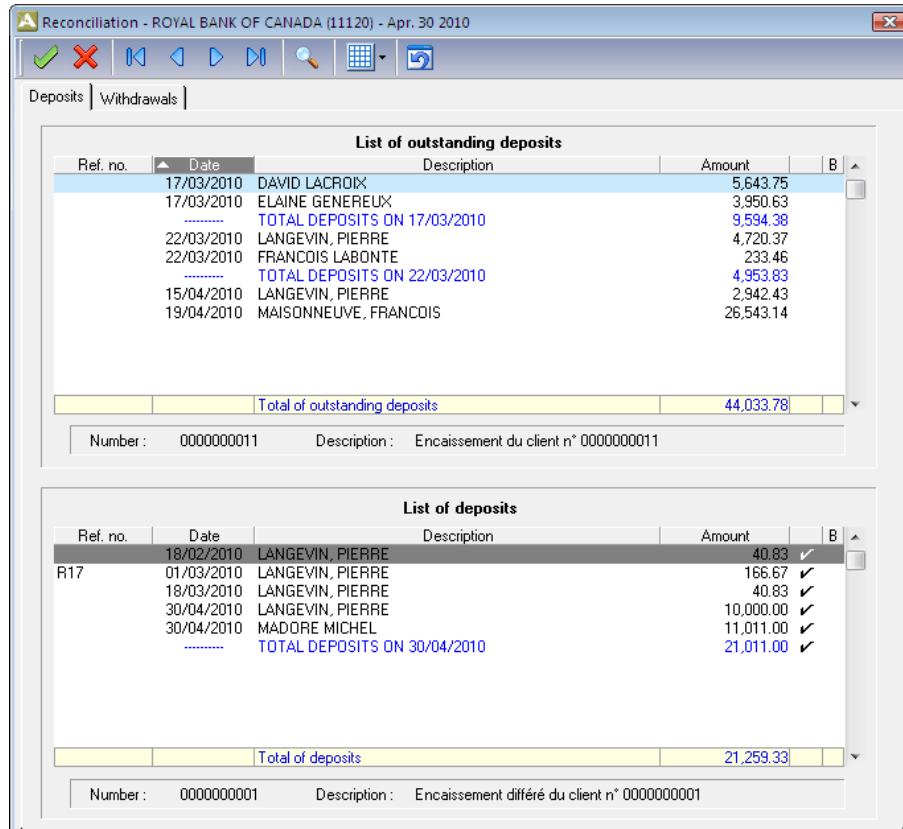 Reconciliation - ROYAL BANK OF CANADA (11120) - Apr. 30 2010
Deposits Withdrawals
List of outstanding deposits
Ref. no. Date Description Amount B
17/03/2010 DAVID LACROIX 5,643.75
17/03/2010 ELAINE GENEREUX 3,950.63
---------- TOTAL DEPOSITS ON 17/03/2010 9,594.38
22/03/2010 LANGEVIN, PIERRE 4,720.37
22/03/2010 FRANCOIS LABONTE 233.46
---------- TOTAL DEPOSITS ON 22/03/2010 4,953.83
15/04/2010 LANGEVIN, PIERRE 2,942.43
19/04/2010 MAISONNEUVE, FRANCOIS 26,543.14
Total of outstanding deposits 44,033.78
Number : 0000000011 Description : Encaissement du client n° 0000000011
List of deposits
Ref. no. Date Description Amount B
18/02/2010 LANGEVIN, PIERRE 40.83 ✓
R17 01/03/2010 LANGEVIN, PIERRE 166.67 ✓
18/03/2010 LANGEVIN, PIERRE 40.83 ✓
30/04/2010 LANGEVIN, PIERRE 10,000.00 ✓
30/04/2010 MADORE MICHEL 11,011.00 ✓
---------- TOTAL DEPOSITS ON 30/04/2010 21,011.00 ✓
Total of deposits 21,259.33
Number : 0000000001 Description : Encaissement différé du client n° 0000000001